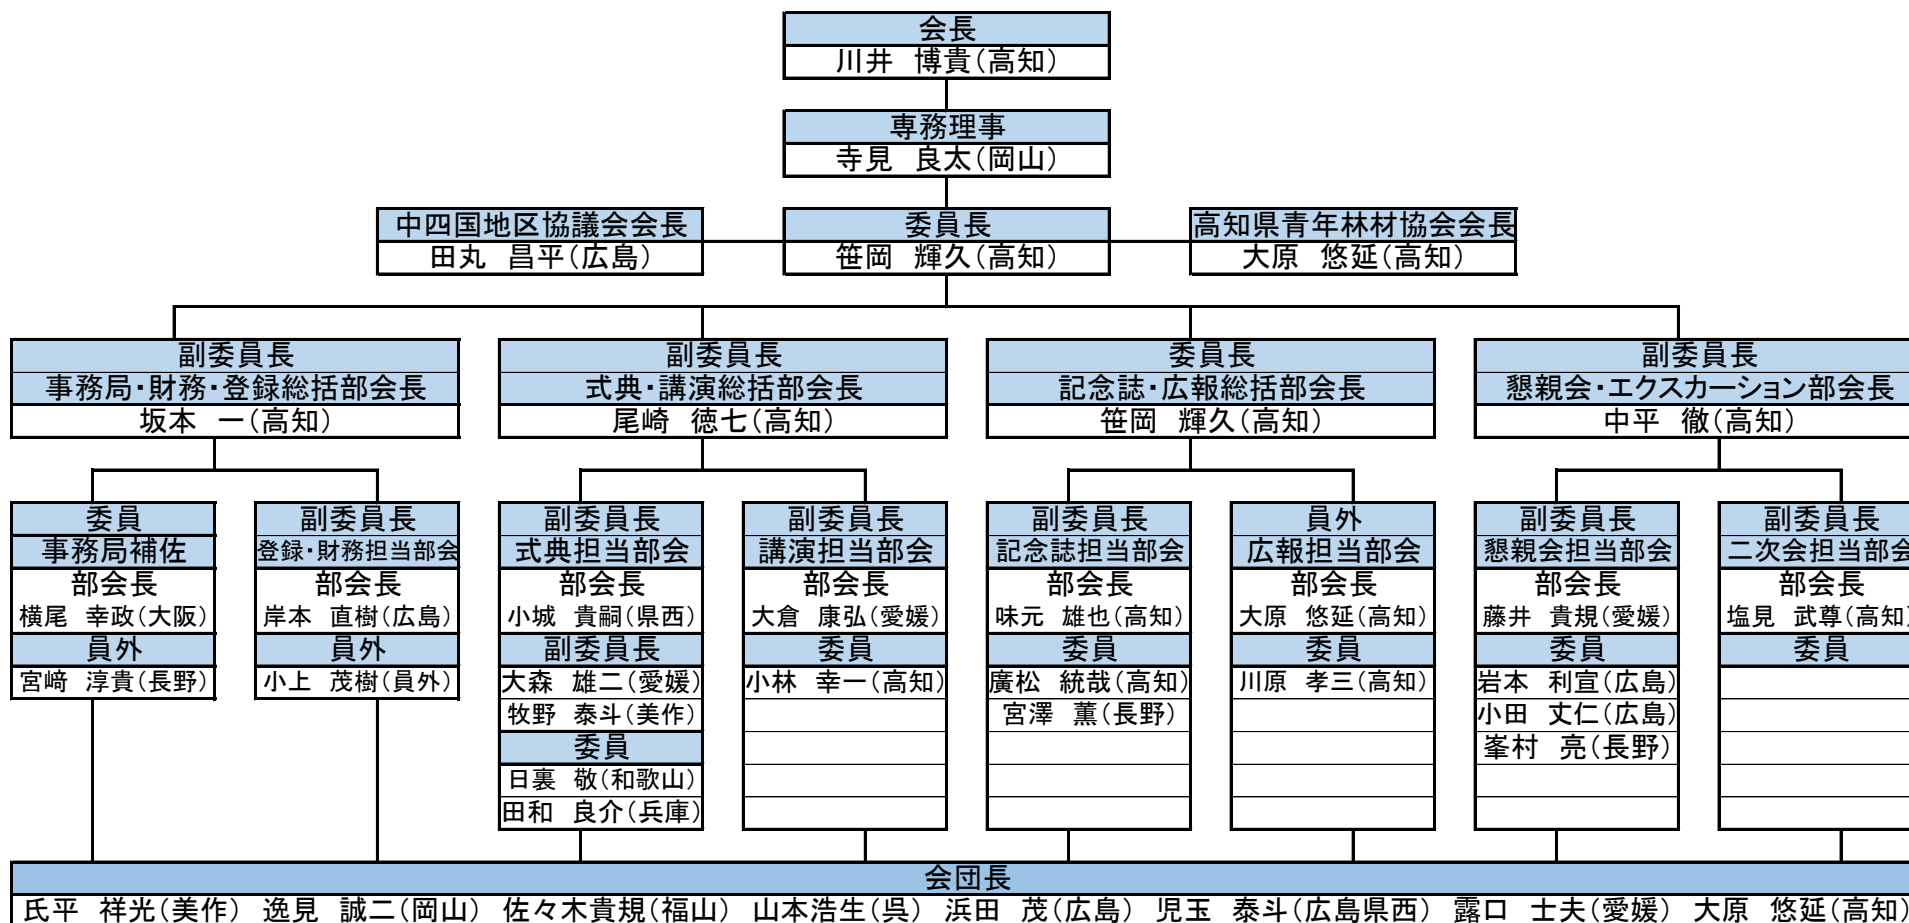 会長
川井 博貴(高知)
専務理事
寺見 良太(岡山)
中四国地区協議会会長
田丸 昌平(広島)
委員長
笹岡 輝久(高知)
高知県青年林材協会会長
大原 悠延(高知)
副委員長
事務局・財務・登録総括部会長
坂本 一(高知)
副委員長
式典・講演総括部会長
尾崎 徳七(高知)
委員長
記念誌・広報総括部会長
笹岡 輝久(高知)
副委員長
懇親会・エクスカーション部会長
中平 徹(高知)
委員
事務局補佐
部会長
横尾 幸政(大阪)
員外
宮﨑 淳貴(長野)
副委員長
登録・財務担当部会
部会長
岸本 直樹(広島)
員外
小上 茂樹(員外)
副委員長
式典担当部会
部会長
小城 貴嗣(県西)
副委員長
大森 雄二(愛媛)
牧野 泰斗(美作)
委員
日裏 敬(和歌山)
田和 良介(兵庫)
副委員長
講演担当部会
部会長
大倉 康弘(愛媛)
委員
小林 幸一(高知)
副委員長
記念誌担当部会
部会長
味元 雄也(高知)
委員
廣松 統哉(高知)
宮澤 薫(長野)
員外
広報担当部会
部会長
大原 悠延(高知)
委員
川原 孝三(高知)
副委員長
懇親会担当部会
部会長
藤井 貴規(愛媛)
委員
岩本 利宣(広島)
小田 丈仁(広島)
峯村 亮(長野)
副委員長
二次会担当部会
部会長
塩見 武尊(高知)
委員
会団長
氏平 祥光(美作) 逸見 誠二(岡山) 佐々木貴規(福山) 山本浩生(呉) 浜田 茂(広島) 児玉 泰斗(広島県西) 露口 士夫(愛媛) 大原 悠延(高知)